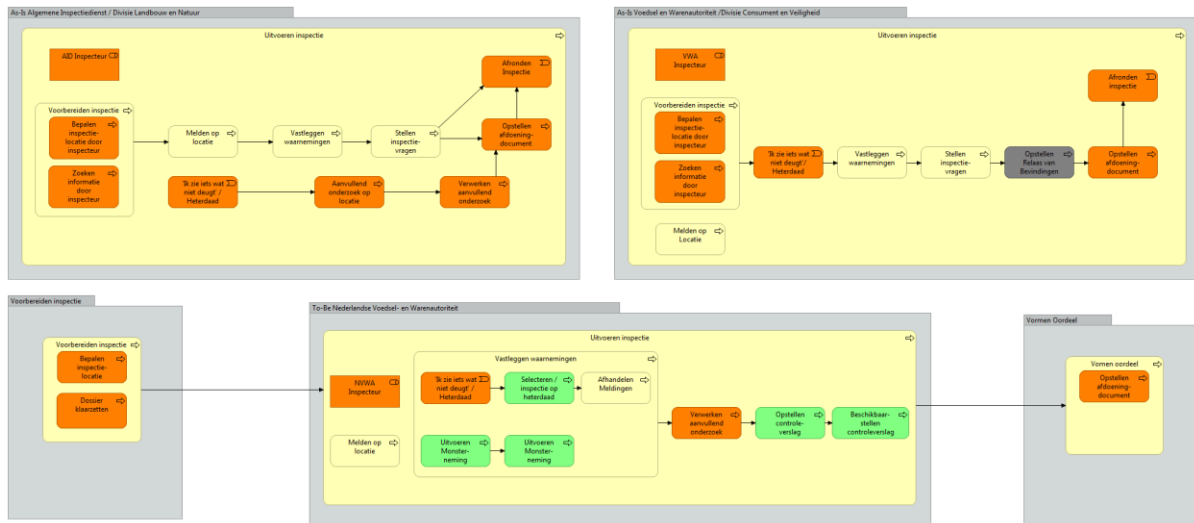 As-Is Algemene Inspectiedienst / Divisie Landbouw en Natuur
Uitvoeren inspectie
AID Inspecteur
Afronden
Inspectie
Voorbereiden inspectie
Bepalen
inspectie-
locatie door
inspecteur
Zoeken
informatie
door
inspecteur
Melden op
locatie
Vastleggen
waarnemingen
Stellen
inspectie-
vragen
Opstellen
afdoening-
document
'Ik zie iets wat
niet deugt' /
Heterdaad
Aanvullend
onderzoek op
locatie
Verwerken
aanvullend
onderzoek
As-Is Voedsel en Warenautoriteit /Divisie Consument en Veiligheid
Uitvoeren inspectie
VWA
Inspecteur
Afronden
inspectie
Voorbereiden inspectie
Bepalen
inspectie-
locatie door
inspecteur
Zoeken
informatie
door
inspecteur
'Ik zie iets wat
niet deugt'/
Heterdaad
Vastleggen
waarnemingen
Stellen
inspectie-
vragen
Opstellen
Relaas van
Bevindingen
Opstellen
afdoening-
document
Melden op
Locatie
Voorbereiden inspectie
Voorbereiden inspectie
Bepalen
inspectie-
locatie
Dossier
klaarzetten
To-Be Nederlandse Voedsel- en Warenautoriteit
Uitvoeren inspectie
NVWA
Inspecteur
Melden op
locatie
Vastleggen waarnemingen
'Ik zie iets wat
niet deugt' /
Heterdaad
Selecteren /
inspectie op
heterdaad
Afhandelen
Meldingen
Uitvoeren
Monster-
neming
Uitvoeren
Monster-
neming
Verwerken
aanvullend
onderzoek
Opstellen
controle-
verslag
Beschikbaar-
stellen
controleverslag
Vormen Oordeel
Vormen oordeel
Opstellen
afdoening-
document